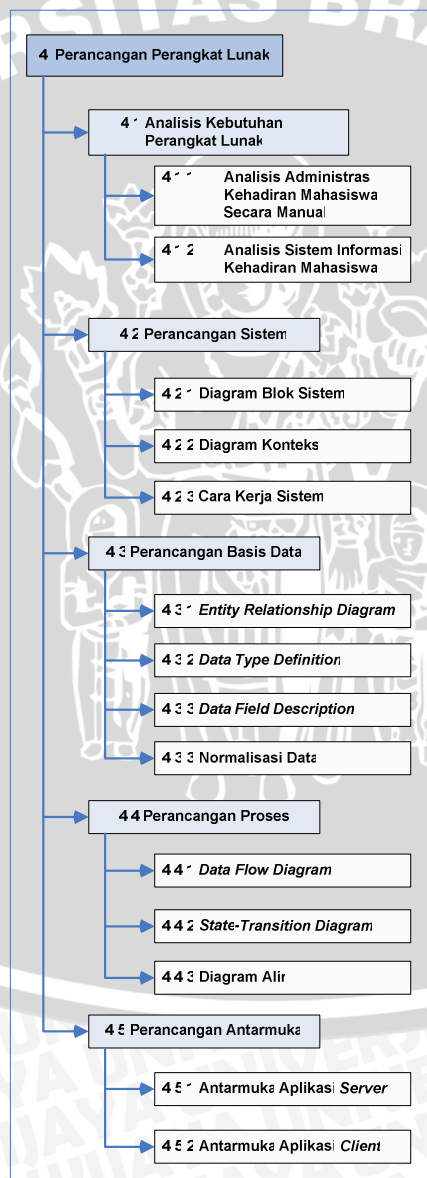 ERSITAS BRA
4 Perancangan Perangkat Lunak
4 1 Analisis Kebutuhan
Perangkat Lunak
4 1 1 Analisis Administras
Kehadiran Mahasiswa
Secara Manual
4 1 2 Analisis Sistem Informasi
Kehadiran Mahasiswa
4 2 Perancangan Sistem
4 2 1 Diagram Blok Sistem
4 2 2 Diagram Konteks
4 2 3 Cara Kerja Sistem
4 3 Perancangan Basis Data
4 3 1 Entity Relationship Diagram
4 3 2 Data Type Definition
4 3 3 Data Field Description
4 3 3 Normalisasi Data
4 4 Perancangan Proses
4 4 1 Data Flow Diagram
4 4 2 State-Transition Diagram
4 4 3 Diagram Alir
4 5 Perancangan Antarmuka
4 5 1 Antarmuka Aplikasi Server
4 5 2 Antarmuka Aplikasi Client